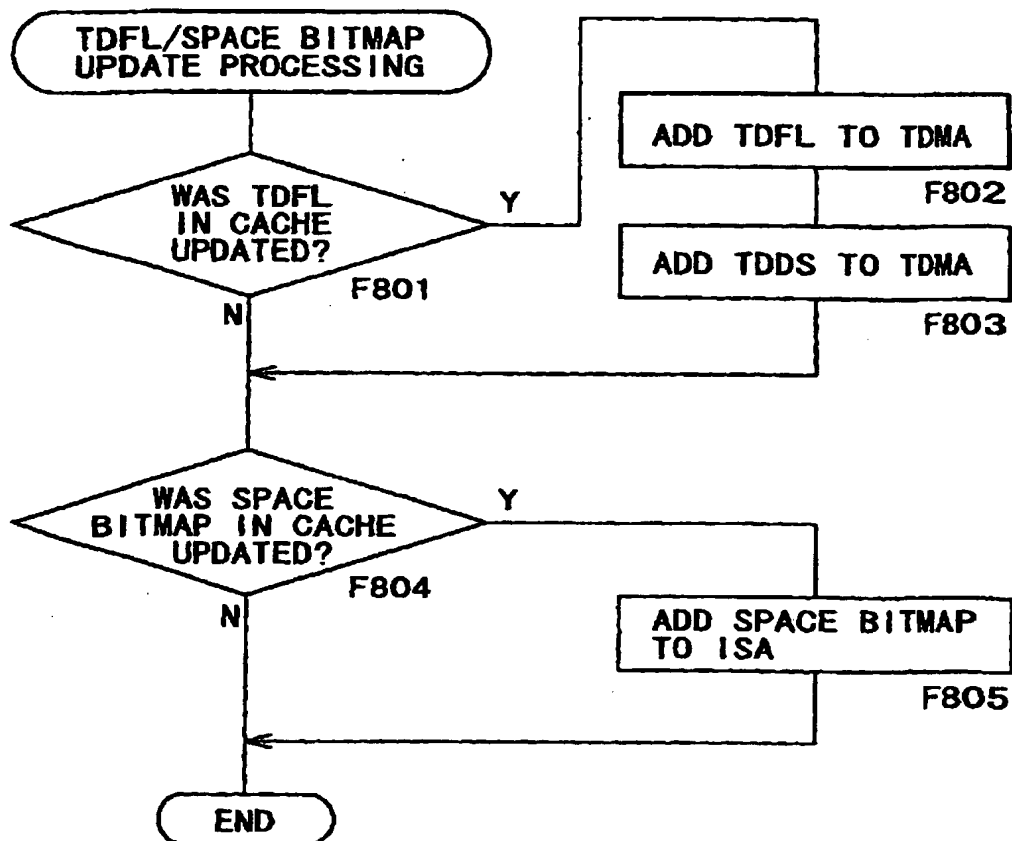 TDFL/SPACE BITMAP
UPDATE PROCESSING
WAS TDFL
IN CACHE
UPDATED?
Y
F801
N
ADD TDFL TO TDMA
F802
ADD TDDS TO TDMA
F803
WAS SPACE
BITMAP IN CACHE
UPDATED?
Y
F804
N
ADD SPACE BITMAP
TO ISA
F805
END